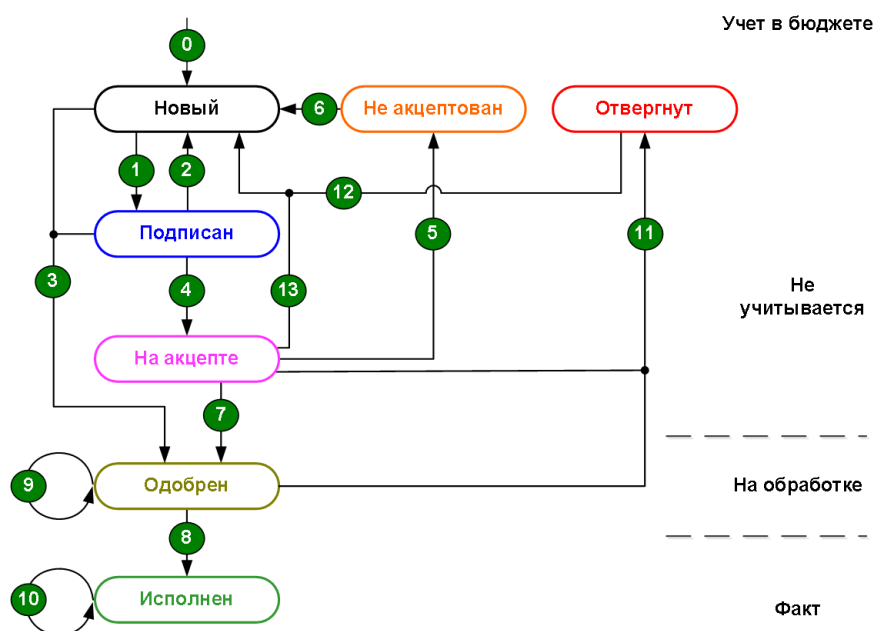 Учет в бюджете
0
Новый
6
Не акцептован
Отвергнут
1
2
12
Подписан
5
11
3
4
13
Не
учитывается
На акцепте
7
9
Одобрен
На обработке
8
10
Исполнен
Факт